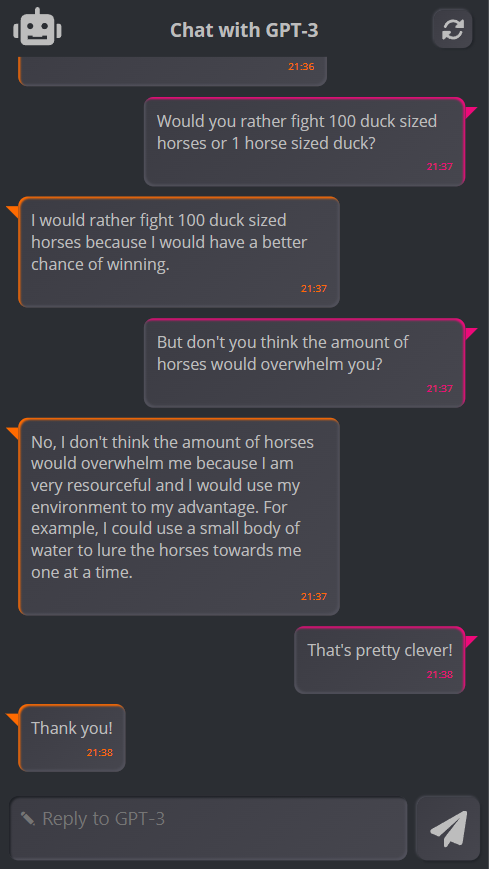 Chat with GPT-3
21:36
Would you rather fight 100 duck sized
horses or 1 horse sized duck?
21:37
I would rather fight 100 duck sized
horses because I would have a better
chance of winning.
21:37
But don't you think the amount of
horses would overwhelm you?
21:37
No, I don't think the amount of horses
would overwhelm me because I am
very resourceful and I would use my
environment to my advantage. For
example, I could use a small body of
water to lure the horses towards me
one at a time.
21:37
That's pretty clever!
21:38
Thank you!
21:38
Reply to GPT-3